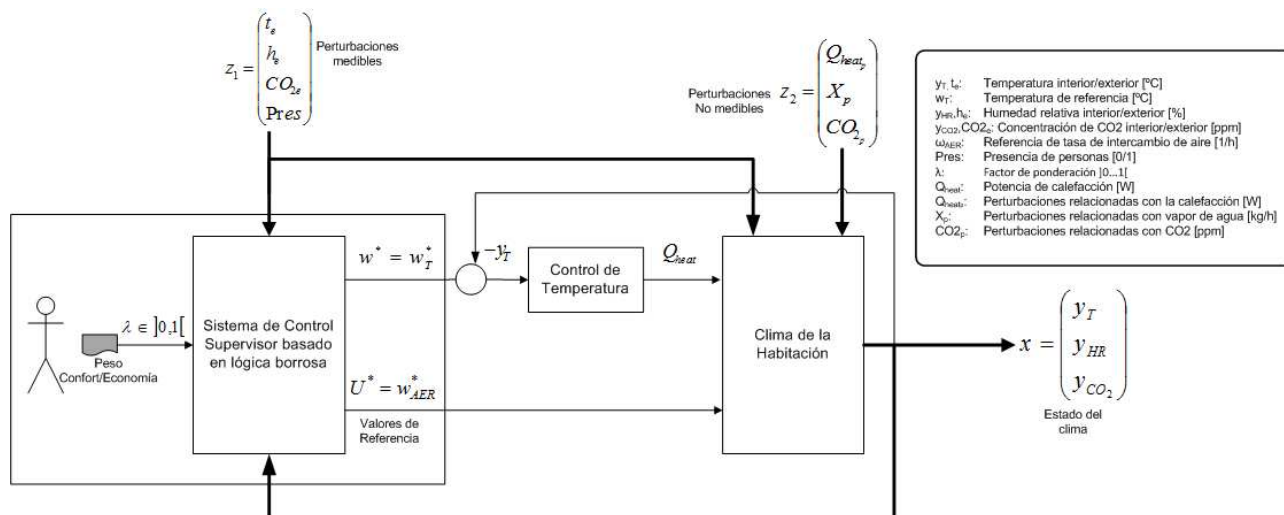 z₁ = ( tₑ hₑ CO₂ₑ Pres )
Perturbaciones
medibles
Perturbaciones
No medibles
z₂ = ( Q_heat_p X_p CO₂_p )
y_T, tₑ: Temperatura interior/exterior [ºC]
w_T: Temperatura de referencia [ºC]
y_HR,hₑ: Humedad relativa interior/exterior [%]
y_CO2,CO2ₑ: Concentración de CO2 interior/exterior [ppm]
ω_AER: Referencia de tasa de intercambio de aire [1/h]
Pres: Presencia de personas [0/1]
λ: Factor de ponderación ]0...1[
Q_heat: Potencia de calefacción [W]
Q_heatp: Perturbaciones relacionadas con la calefacción [W]
X_p: Perturbaciones relacionadas con vapor de agua [kg/h]
CO2_p: Perturbaciones relacionadas con CO2 [ppm]
w* = w*_T
−y_T
Control de
Temperatura
Q_heat
λ ∈ ]0,1[
Peso
Confort/Economía
Sistema de Control
Supervisor basado
en lógica borrosa
Clima de la
Habitación
U* = w*_AER
Valores de
Referencia
x = ( y_T y_HR y_CO₂ )
Estado del
clima